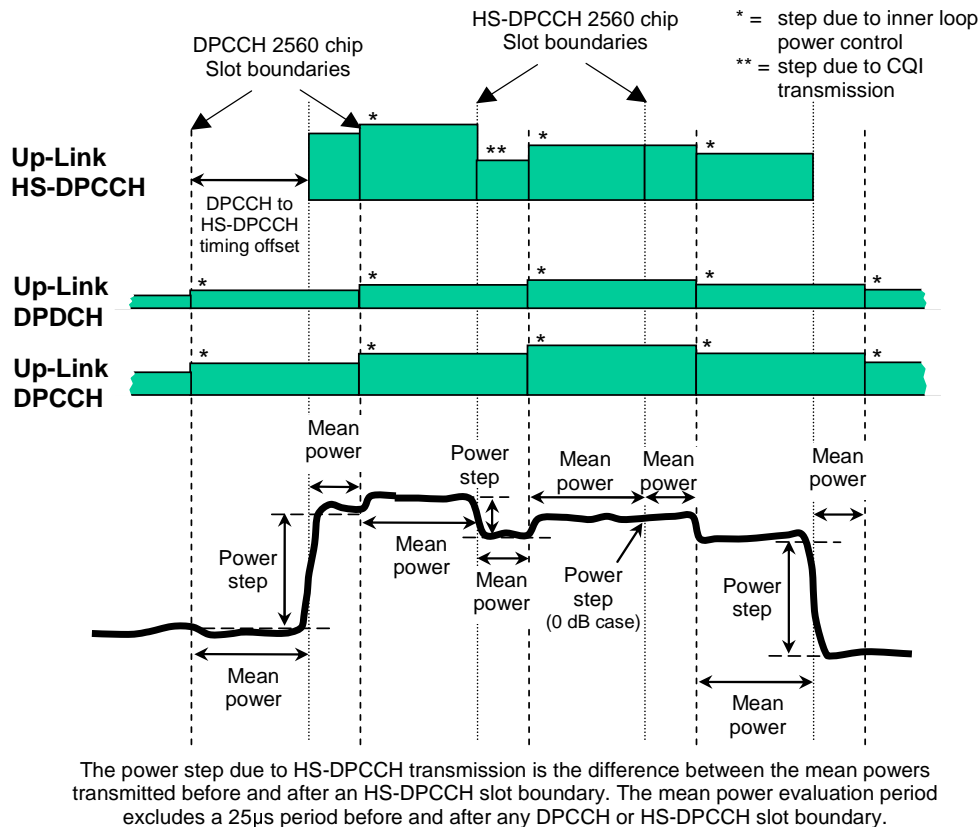 DPCCH 2560 chip
Slot boundaries
HS-DPCCH 2560 chip
Slot boundaries
* = step due to inner loop
power control
** = step due to CQI
transmission
Up-Link
HS-DPCCH
*
*
**
*
*
DPCCH to
HS-DPCCH
timing offset
Up-Link
DPDCH
*
*
*
*
*
Up-Link
DPCCH
*
*
*
*
*
Mean
power
Power
step
Mean
power
Mean
power
Mean
power
Power
step
Mean
power
Mean
power
Power
step
(0 dB case)
Power
step
Mean
power
Mean
power
The power step due to HS-DPCCH transmission is the difference between the mean powers
transmitted before and after an HS-DPCCH slot boundary. The mean power evaluation period
excludes a 25µs period before and after any DPCCH or HS-DPCCH slot boundary.